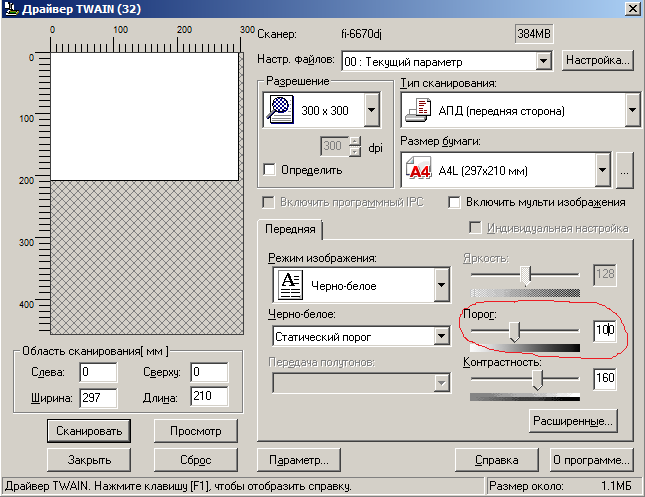 Драйвер TWAIN (32)
0 100 200 300
0
100
200
300
400
Сканер: fi-6670dj 384MB
Настр. Файлов: 00 : Текущий параметр Настройка...
Разрешение
300 x 300
300 dpi
Определить
Тип сканирования:
АПД (передняя сторона)
Размер бумаги:
A4 A4L (297x210 мм) ...
Включить программный IPC Включить мульти изображения
Передняя Индивидуальная настройка
Режим изображения:
A Черно-белое
Черно-белое:
Статический порог
Передача полутонов:
Яркость:
128
Порог:
100
Контрастность:
160
Расширенные...
Область сканирования[ мм ]
Слева: 0 Сверху: 0
Ширина: 297 Длина: 210
Сканировать Просмотр
Закрыть Сброс Параметр... Справка О программе...
Драйвер TWAIN. Нажмите клавишу [F1], чтобы отобразить справку. Размер около: 1.1МБ